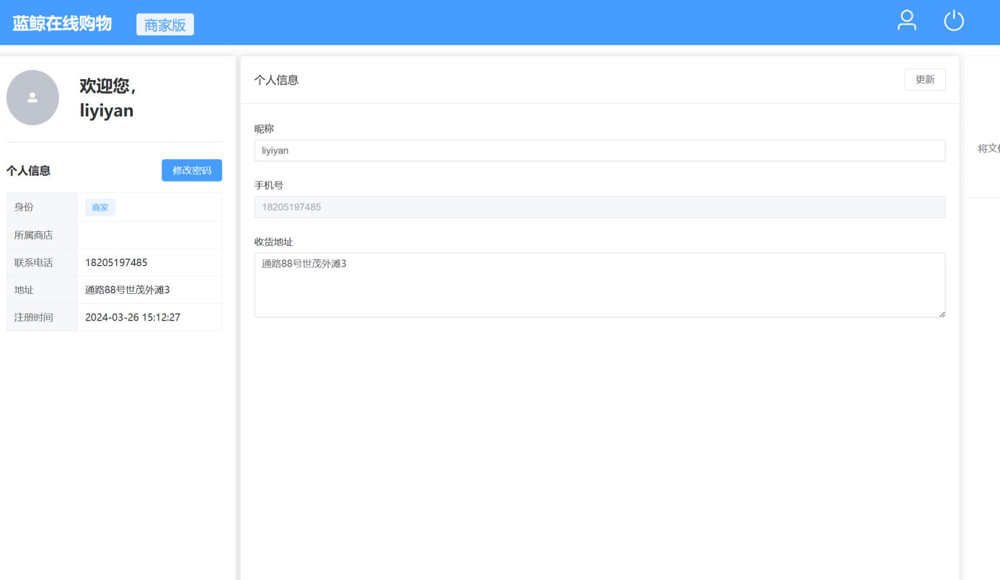 蓝鲸在线购物 商家版
欢迎您,
liyiyan
个人信息 修改密码
身份 商家
所属商店
联系电话 18205197485
地址 通路88号世茂外滩3
注册时间 2024-03-26 15:12:27
个人信息 更新
昵称
liyiyan
手机号
18205197485
收货地址
通路88号世茂外滩3
将文